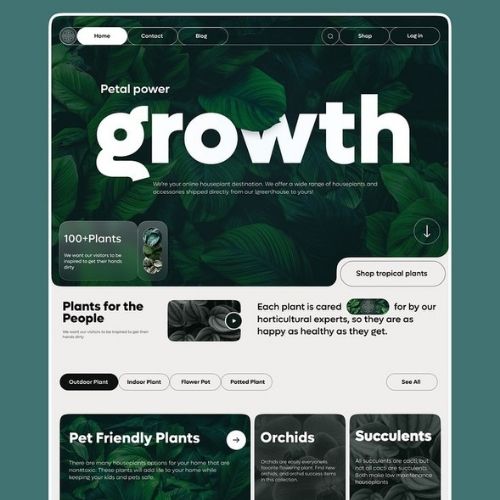 Home
Contact
Blog
Shop
Log in
Petal power
growth
We're your online houseplant destination. We offer a wide range of houseplants and
accessories shipped directly from our greenhouse to yours!
100+Plants
We want our visitors to be
inspired to get their hands
dirty
Shop tropical plants
Plants for the
People
We want our visitors to be inspired to get their
hands dirty
Each plant is cared for by our
horticultural experts, so they are as
happy as healthy as they get.
Outdoor Plant
Indoor Plant
Flower Pot
Potted Plant
See All
Pet Friendly Plants
There are many houseplants options for your home that are
nontoxic. These plants will add life to your home while
keeping your kids and pets safe.
Orchids
Orchids are easily everyone's
favorite flowering plant. Find new
orchids, and orchid success items
in this collection.
Succulents
All succulents are cacti, but
not all cacti are succulents.
Both make low maintenance
houseplants